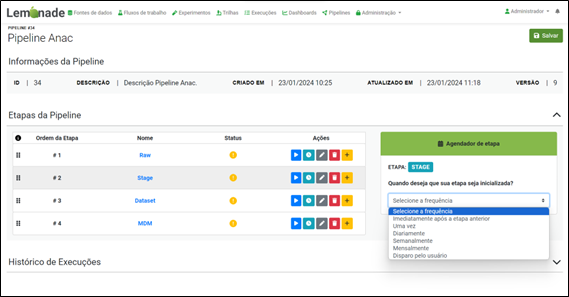 Lemonade Fontes de dados Fluxos de trabalho Experimentos Trilhas Execuções Dashboards Pipelines Administração Administrador
PIPELINE #34
Pipeline Anac
Salvar
Informações da Pipeline
ID | 34 DESCRIÇÃO | Descrição Pipeline Anac. CRIADO EM | 23/01/2024 10:25 ATUALIZADO EM | 23/01/2024 11:18 VERSÃO | 9
Etapas da Pipeline
Ordem da Etapa Nome Status Ações
# 1 Raw
# 2 Stage
# 3 Dataset
# 4 MDM
Agendador de etapa
ETAPA: STAGE
Quando deseja que sua etapa seja inicializada?
Selecione a frequência
Selecione a frequência
Imediatamente após a etapa anterior
Uma vez
Diariamente
Semanalmente
Mensalmente
Disparo pelo usuário
Histórico de Execuções